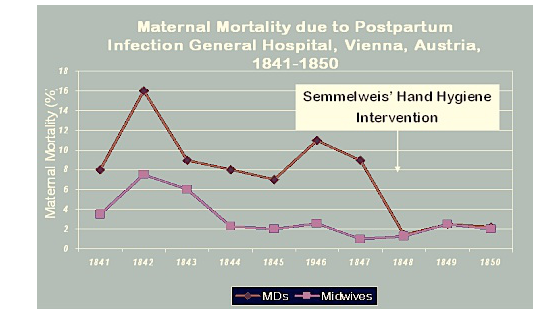 Maternal Mortality due to Postpartum
Infection General Hospital, Vienna, Austria,
1841-1850
Semmelweis' Hand Hygiene
Intervention
Maternal Mortality (%
18
16
14
12
10
8
6
4
2
0
1841 1842 1843 1844 1845 1946 1847 1848 1849 1850
MDs Midwives